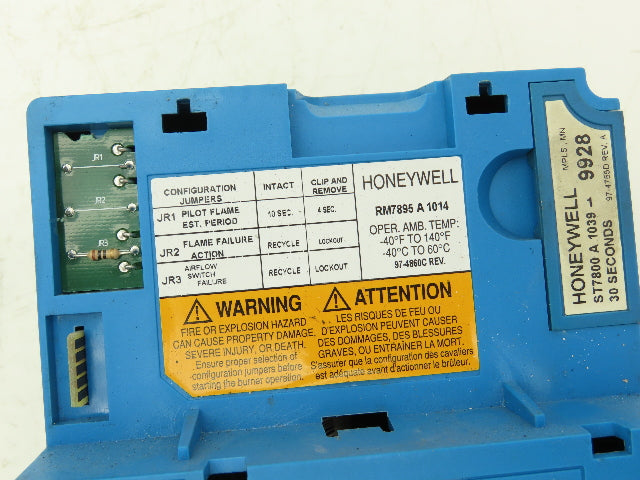 JR1
JR2
JR3
CONFIGURATION JUMPERS INTACT CLIP AND REMOVE
JR1 PILOT FLAME EST. PERIOD 10 SEC. 4 SEC.
JR2 FLAME FAILURE ACTION RECYCLE LOCKOUT
JR3 AIRFLOW SWITCH FAILURE RECYCLE LOCKOUT
HONEYWELL
RM7895 A 1014
OPER. AMB. TEMP:
-40°F TO 140°F
-40°C TO 60°C
97-4860C REV.
WARNING
FIRE OR EXPLOSION HAZARD
CAN CAUSE PROPERTY DAMAGE,
SEVERE INJURY, OR DEATH.
Ensure proper selection of
configuration jumpers before
starting the burner operation.
ATTENTION
LES RISQUES DE FEU OU
D'EXPLOSION PEUVENT CAUSER
DES DOMMAGES, DES BLESSURES
GRAVES, OU ENTRAÎNER LA MORT.
S'assurer que la configuration des cavaliers
est adéquate avant d'actionner le brûleur.
HONEYWELL MPLS., MN
ST7800 A 1039 - 9928
30 SECONDS 97-4766D REV. A